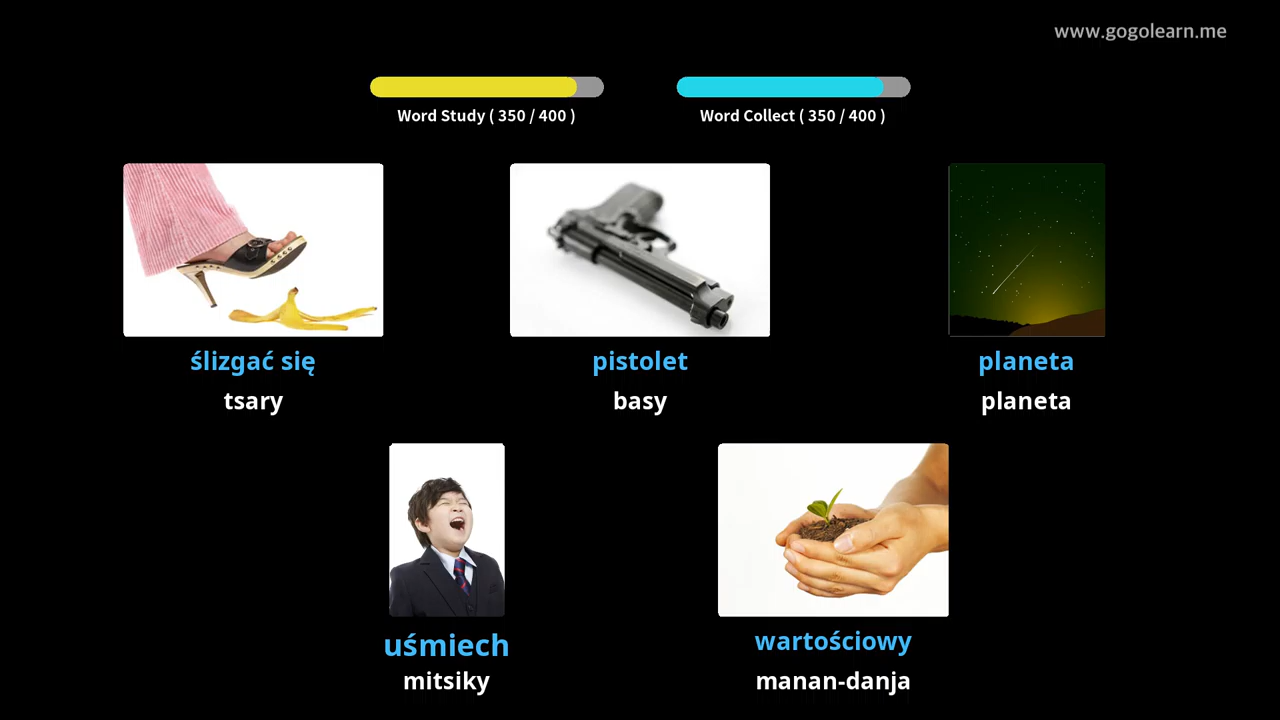 www.gogolearn.me
Word Study ( 350 / 400 )
Word Collect ( 350 / 400 )
ślizgać się
tsary
pistolet
basy
planeta
planeta
uśmiech
mitsiky
wartościowy
manan-danja